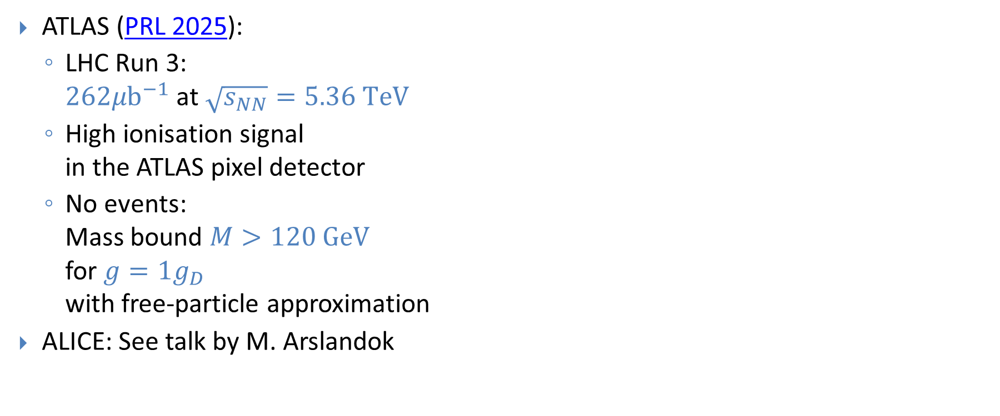 ATLAS (PRL 2025):
LHC Run 3:
262μb⁻¹ at √s_NN = 5.36 TeV
High ionisation signal
in the ATLAS pixel detector
No events:
Mass bound M > 120 GeV
for g = 1g_D
with free-particle approximation
ALICE: See talk by M. Arslandok